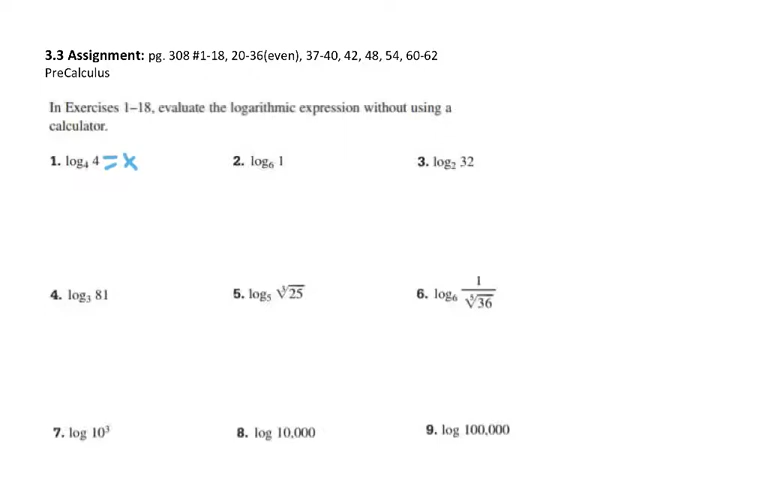 3.3 Assignment: pg. 308 #1-18, 20-36(even), 37-40, 42, 48, 54, 60-62
PreCalculus
In Exercises 1–18, evaluate the logarithmic expression without using a
calculator.
1. log₄ 4 = x
2. log₆ 1
3. log₂ 32
4. log₃ 81
5. log₅ ∛25
6. log₆ 1/⁵√36
7. log 10³
8. log 10,000
9. log 100,000